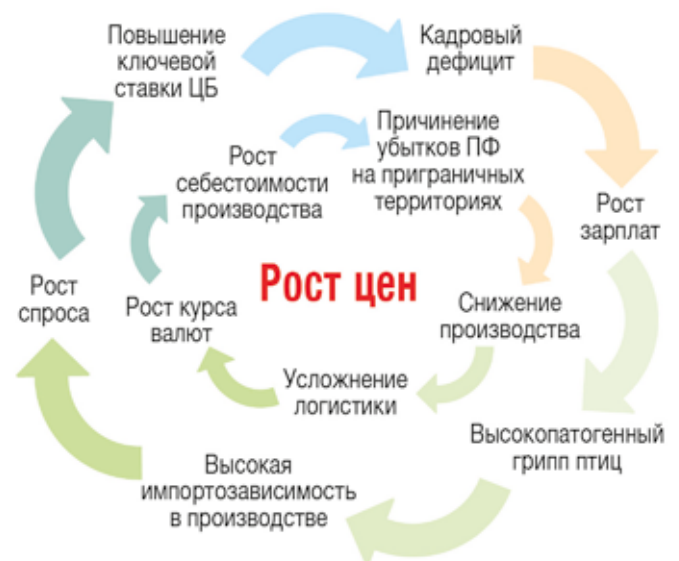 Повышение
ключевой
ставки ЦБ
Кадровый
дефицит
Рост
зарплат
Высокопатогенный
грипп птиц
Высокая
импортозависимость
в производстве
Рост
спроса
Рост
себестоимости
производства
Причинение
убытков ПФ
на приграничных
территориях
Снижение
производства
Усложнение
логистики
Рост курса
валют
Рост цен